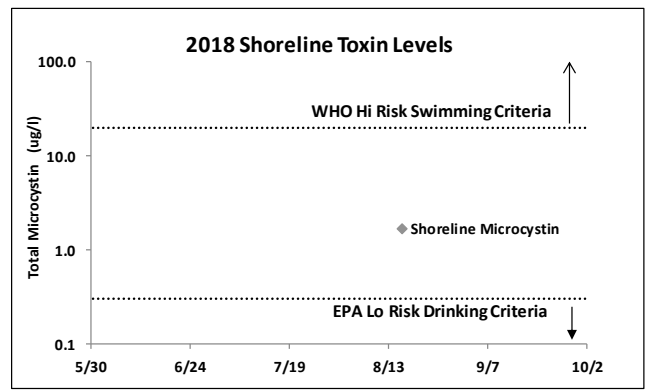 2018 Shoreline Toxin Levels
Total Microcystin (ug/l)
100.0
10.0
1.0
0.1
WHO Hi Risk Swimming Criteria
Shoreline Microcystin
EPA Lo Risk Drinking Criteria
5/30 6/24 7/19 8/13 9/7 10/2